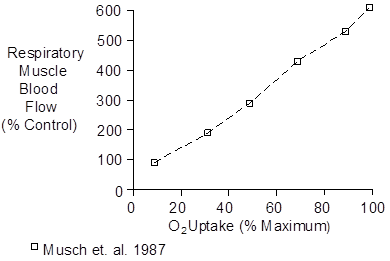 600
500
400
300
200
100
0
Respiratory
Muscle
Blood
Flow
(% Control)
0 20 40 60 80 100
O₂Uptake (% Maximum)
Musch et. al. 1987